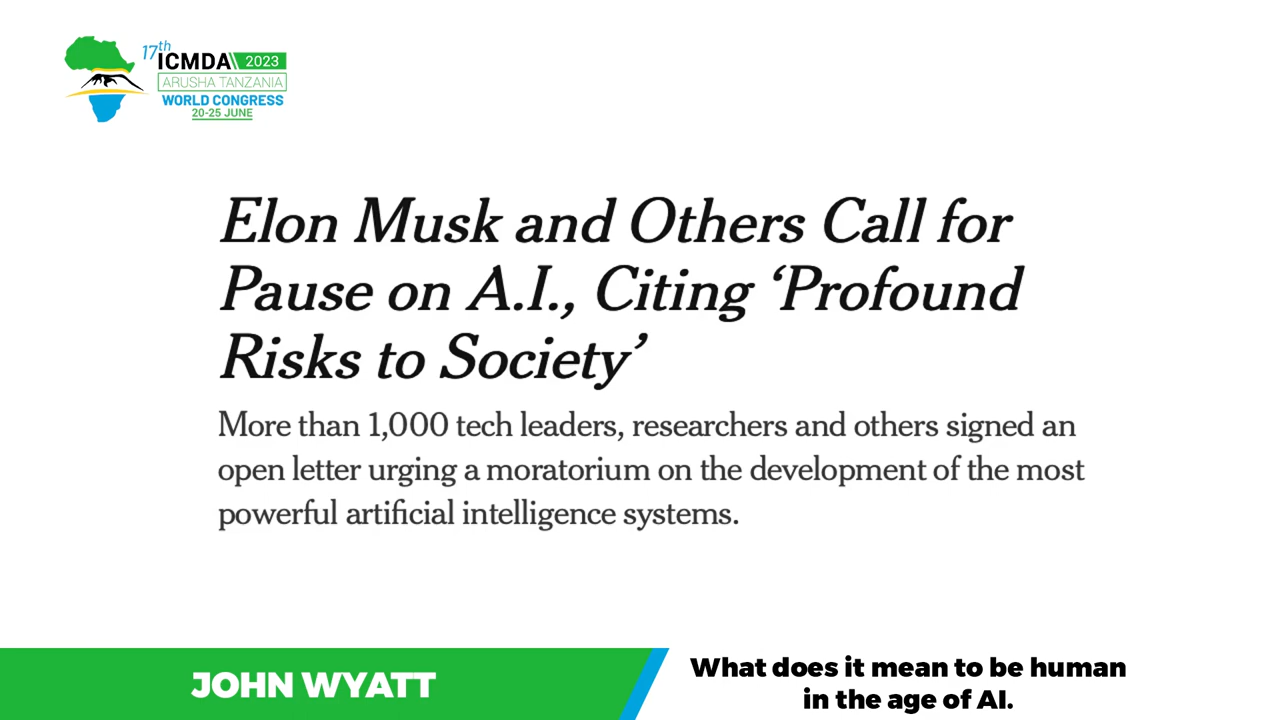 17th
ICMDA 2023
ARUSHA TANZANIA
WORLD CONGRESS
20-25 JUNE
Elon Musk and Others Call for
Pause on A.I., Citing ‘Profound
Risks to Society’
More than 1,000 tech leaders, researchers and others signed an
open letter urging a moratorium on the development of the most
powerful artificial intelligence systems.
JOHN WYATT
What does it mean to be human
in the age of AI.